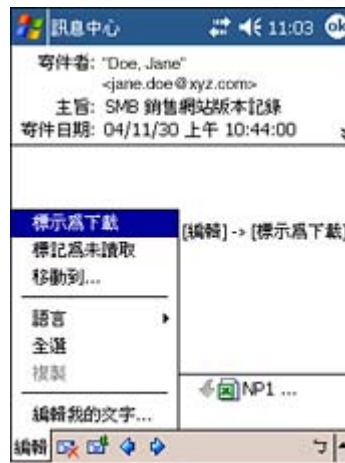 訊息中心 11:03 ok
寄件者: "Doe, Jane"
<jane.doe@xyz.com>
主旨: SMB 銷售網站版本記錄
寄件日期: 04/11/30 上午 10:44:00
[編輯] -> [標示爲下載]
標示爲下載
標記爲未讀取
移動到...
語言
全選
複製
編輯我的文字...
NP1 ...
編輯